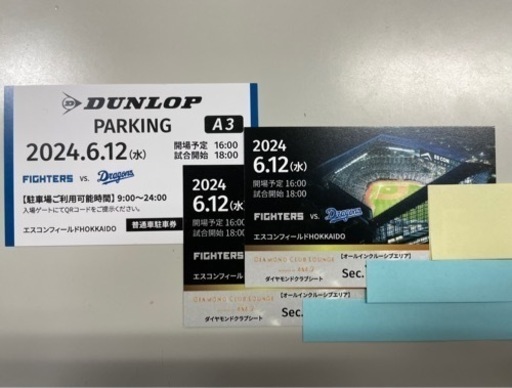 DUNLOP
PARKING
A3
2024.6.12(水)
開場予定 16:00
試合開始 18:00
FIGHTERS vs. Dragons
【駐車場ご利用可能時間】9:00~24:00
入場ゲートにてQRコードをご提示ください。
エスコンフィールドHOKKAIDO
普通車駐車券
2024
6.12(水)
開場予定 16:00
試合開始 18:00
FIGHTERS
エスコンフィール
DIAMOND CLUB LOUNGE
【オールインクルーシブエリア】
ダイヤモンドクラブシート
Sec.
2024
6.12(水)
開場予定 16:00
試合開始 18:00
FIGHTERS vs. Dragons
エスコンフィールドHOKKAIDO
DIAMOND CLUB LOUNGE
【オールインクルーシブエリア】
ダイヤモンドクラブシート
Sec.